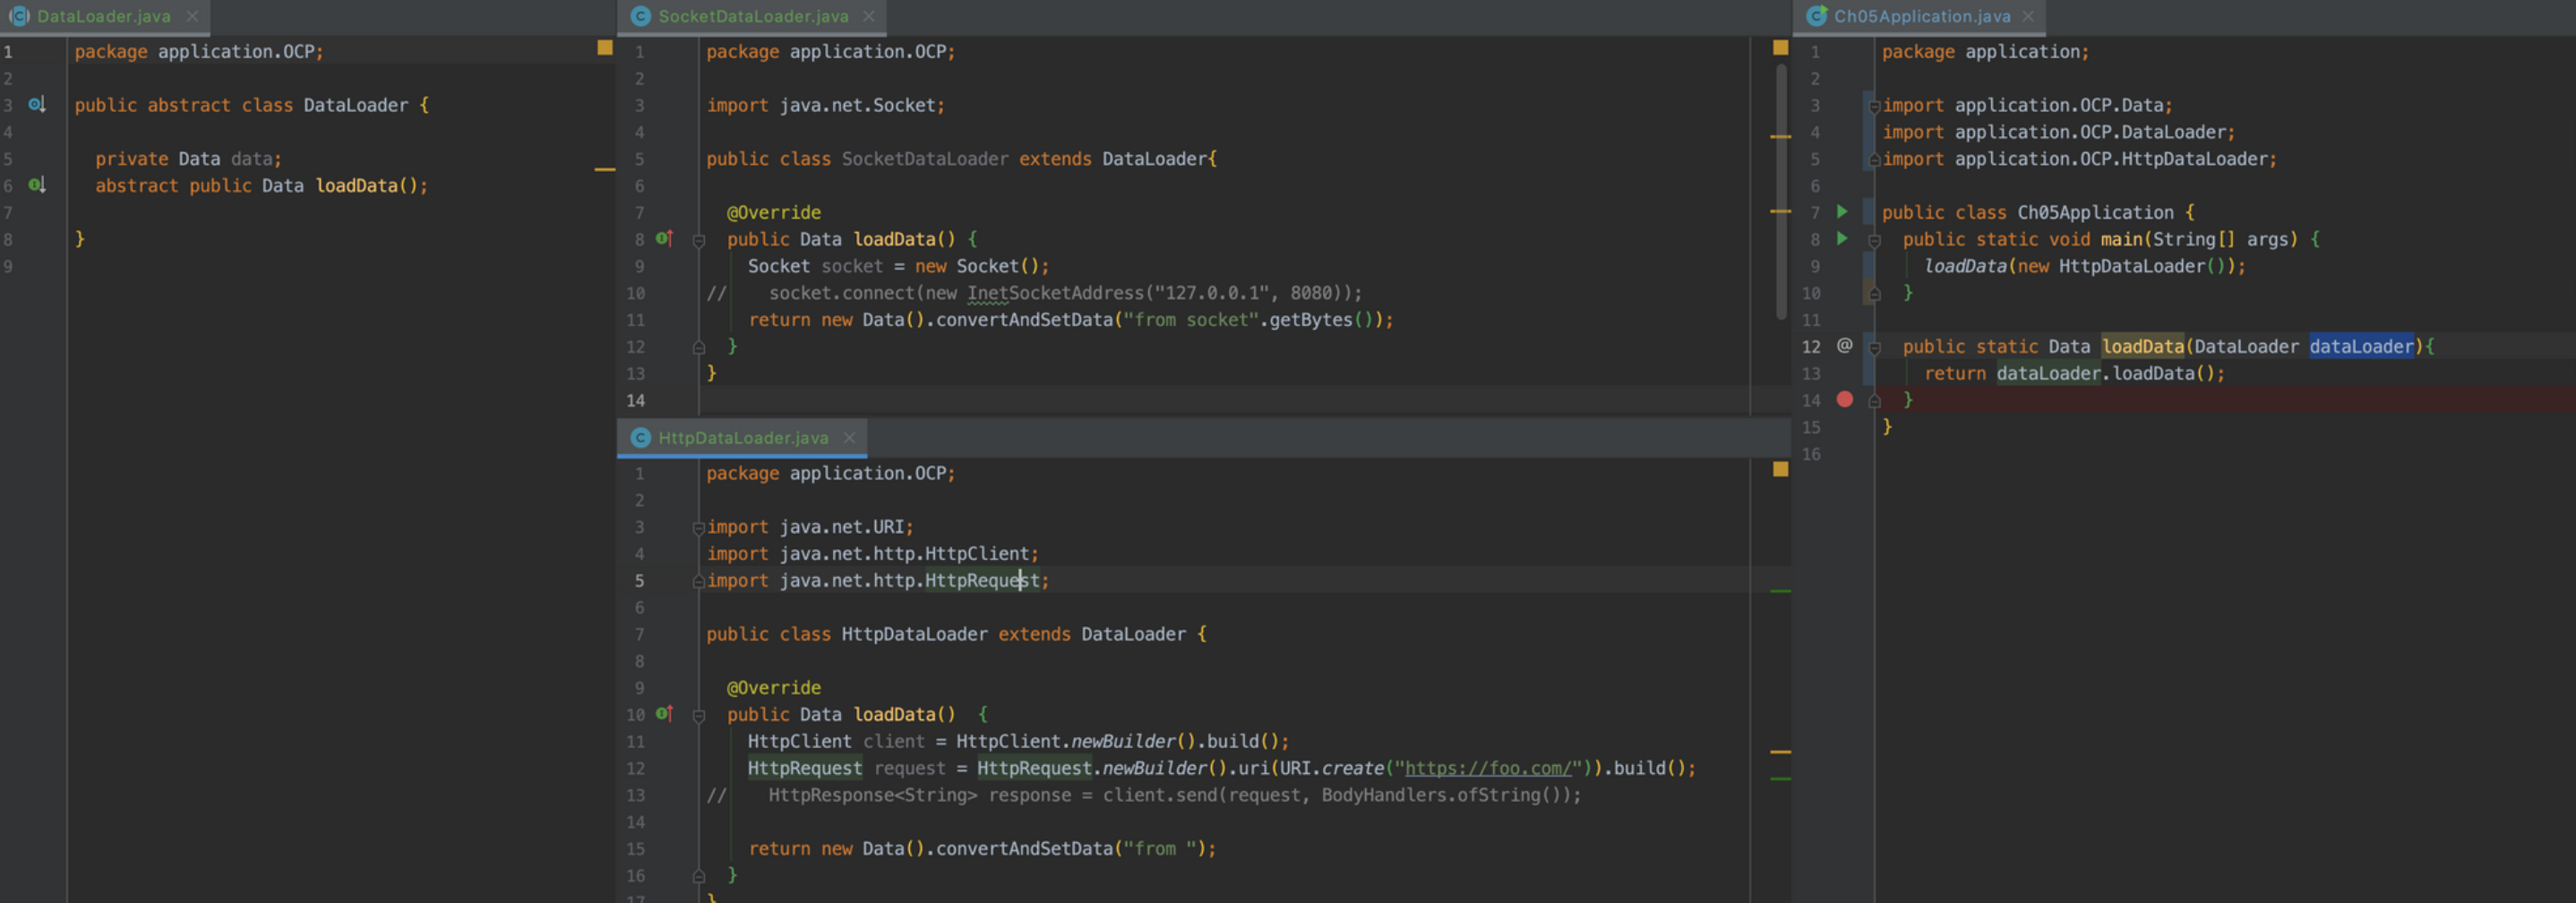 DataLoader.java
1 package application.OCP;
2
3 public abstract class DataLoader {
4
5 private Data data;
6 abstract public Data loadData();
7
8 }
9
SocketDataLoader.java
1 package application.OCP;
2
3 import java.net.Socket;
4
5 public class SocketDataLoader extends DataLoader{
6
7 @Override
8 public Data loadData() {
9 Socket socket = new Socket();
10 // socket.connect(new InetSocketAddress("127.0.0.1", 8080));
11 return new Data().convertAndSetData("from socket".getBytes());
12 }
13 }
14
HttpDataLoader.java
1 package application.OCP;
2
3 import java.net.URI;
4 import java.net.http.HttpClient;
5 import java.net.http.HttpRequest;
6
7 public class HttpDataLoader extends DataLoader {
8
9 @Override
10 public Data loadData()  {
11 HttpClient client = HttpClient.newBuilder().build();
12 HttpRequest request = HttpRequest.newBuilder().uri(URI.create("https://foo.com/")).build();
13 // HttpResponse<String> response = client.send(request, BodyHandlers.ofString());
14
15 return new Data().convertAndSetData("from ");
16 }
17 }
Ch05Application.java
1 package application;
2
3 import application.OCP.Data;
4 import application.OCP.DataLoader;
5 import application.OCP.HttpDataLoader;
6
7 public class Ch05Application {
8 public static void main(String[] args) {
9 loadData(new HttpDataLoader());
10 }
11
12 @ public static Data loadData(DataLoader dataLoader){
13 return dataLoader.loadData();
14 }
15 }
16